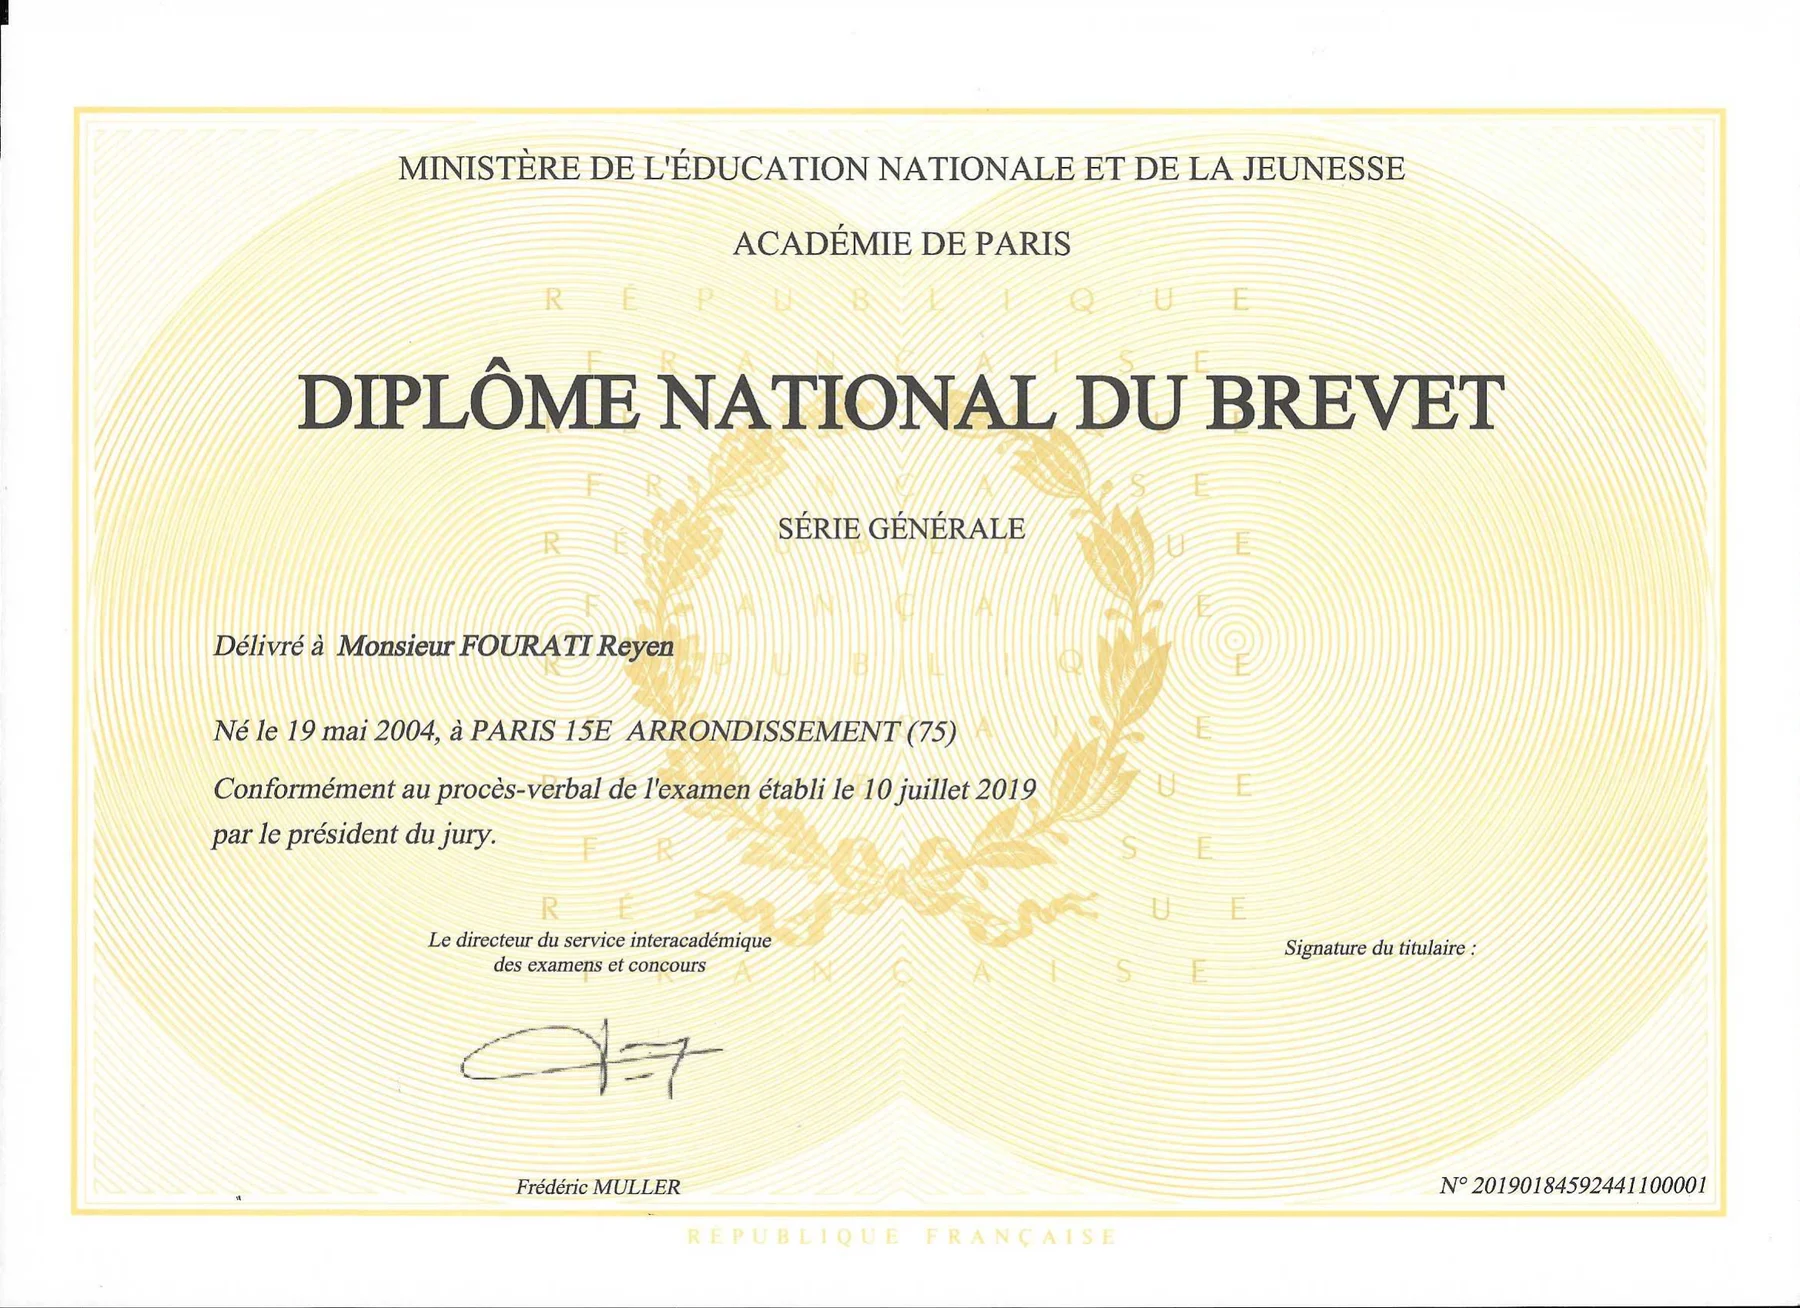 MINISTÈRE DE L'ÉDUCATION NATIONALE ET DE LA JEUNESSE
ACADÉMIE DE PARIS
RÉPUBLIQUE
FRANÇAISE
DIPLÔME NATIONAL DU BREVET
SÉRIE GÉNÉRALE
Délivré à Monsieur FOURATI Reyen
Né le 19 mai 2004, à PARIS 15E ARRONDISSEMENT (75)
Conformément au procès-verbal de l'examen établi le 10 juillet 2019
par le président du jury.
Le directeur du service interacadémique
des examens et concours
Signature du titulaire :
Frédéric MULLER
N° 20190184592441100001
RÉPUBLIQUE FRANÇAISE